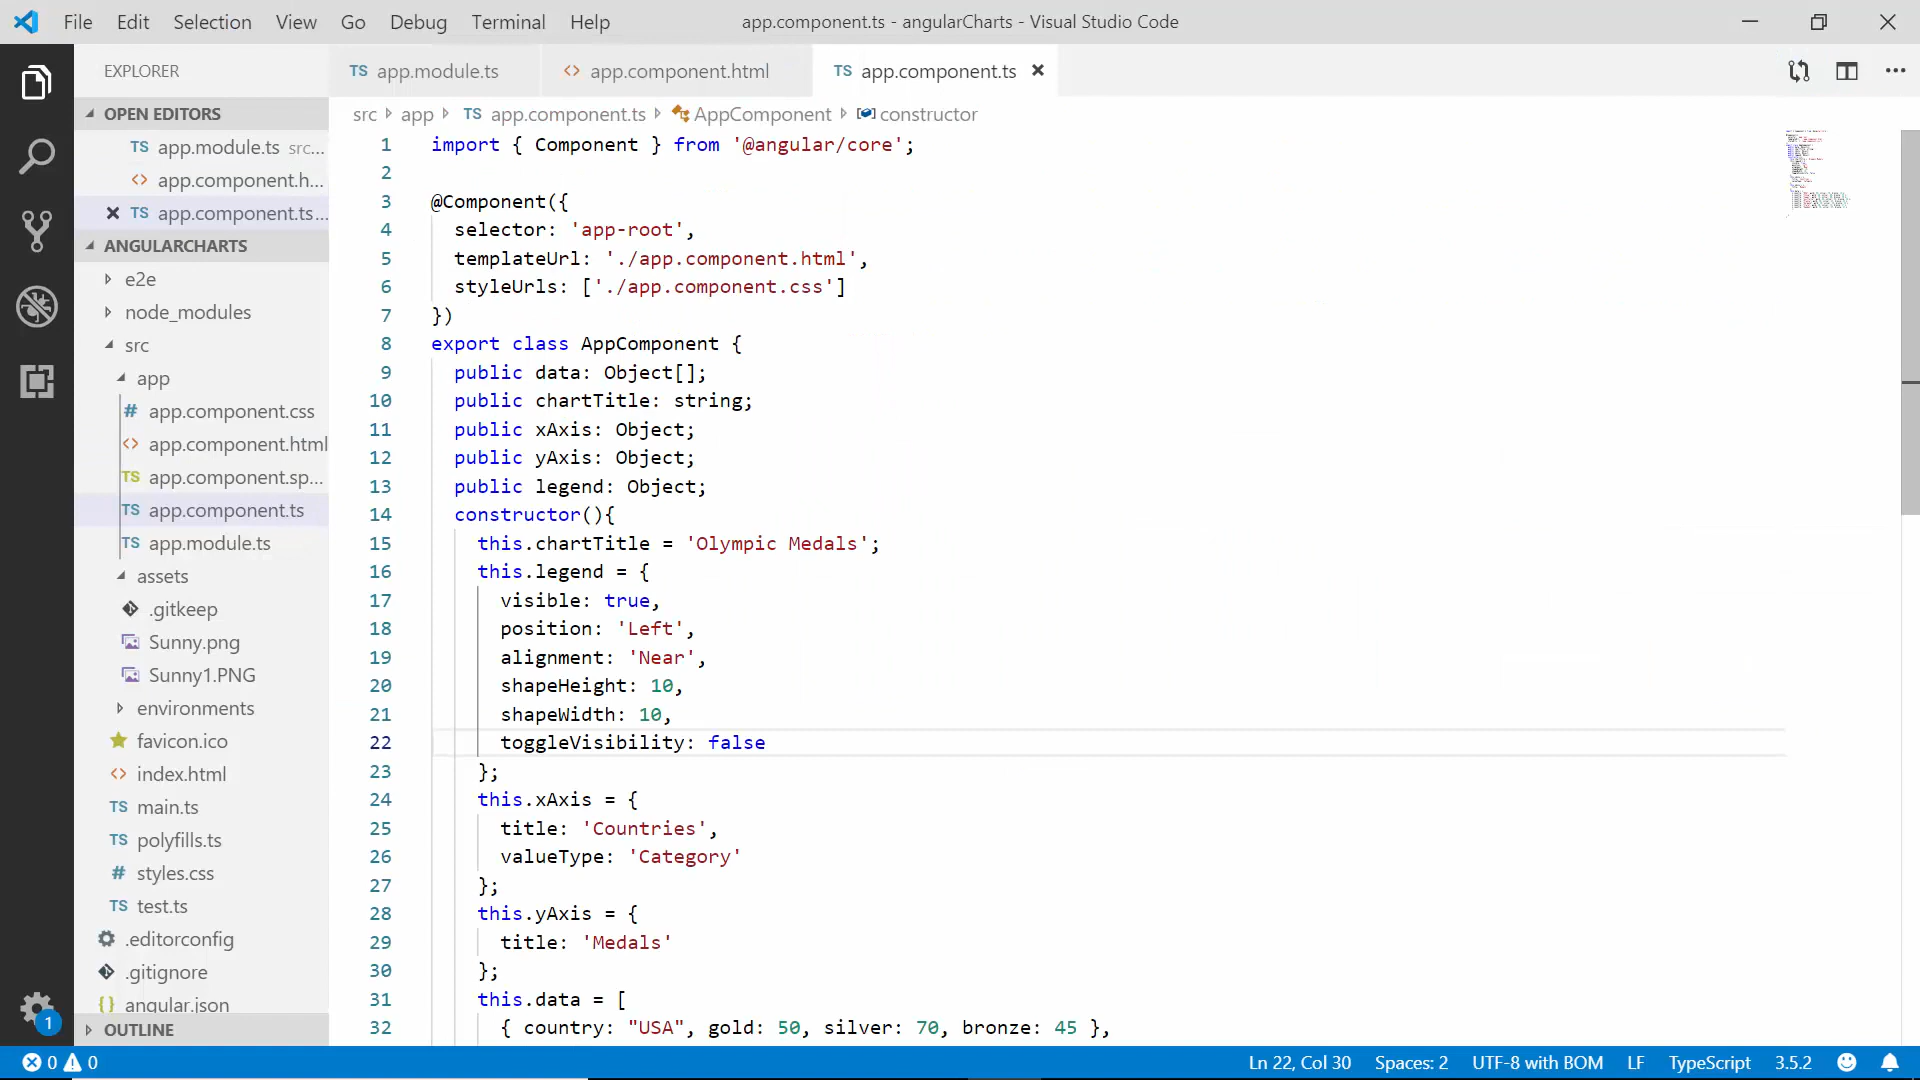 File Edit Selection View Go Debug Terminal Help app.component.ts - angularCharts - Visual Studio Code
EXPLORER
OPEN EDITORS
TS app.module.ts src...
<> app.component.h...
TS app.component.ts...
ANGULARCHARTS
e2e
node_modules
src
app
# app.component.css
<> app.component.html
TS app.component.sp...
TS app.component.ts
TS app.module.ts
assets
.gitkeep
Sunny.png
Sunny1.PNG
environments
favicon.ico
<> index.html
TS main.ts
TS polyfills.ts
# styles.css
TS test.ts
.editorconfig
.gitignore
{} angular.json
OUTLINE
1
TS app.module.ts <> app.component.html TS app.component.ts
src app TS app.component.ts AppComponent constructor
1 import { Component } from '@angular/core';
2
3 @Component({
4 selector: 'app-root',
5 templateUrl: './app.component.html',
6 styleUrls: ['./app.component.css']
7 })
8 export class AppComponent {
9 public data: Object[];
10 public chartTitle: string;
11 public xAxis: Object;
12 public yAxis: Object;
13 public legend: Object;
14 constructor(){
15 this.chartTitle = 'Olympic Medals';
16 this.legend = {
17 visible: true,
18 position: 'Left',
19 alignment: 'Near',
20 shapeHeight: 10,
21 shapeWidth: 10,
22 toggleVisibility: false
23 };
24 this.xAxis = {
25 title: 'Countries',
26 valueType: 'Category'
27 };
28 this.yAxis = {
29 title: 'Medals'
30 };
31 this.data = [
32 { country: "USA", gold: 50, silver: 70, bronze: 45 },
0 0 Ln 22, Col 30 Spaces: 2 UTF-8 with BOM LF TypeScript 3.5.2